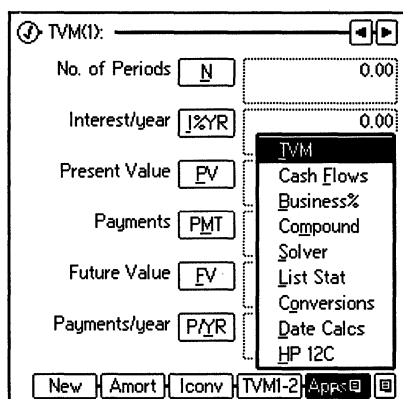 TVM(1):
No. of Periods N 0.00
Interest/year I%YR 0.00
Present Value PV
Payments PMT
Future Value FV
Payments/year P/YR
TVM
Cash Flows
Business%
Compound
Solver
List Stat
Conversions
Date Calcs
HP 12C
New Amort Iconv TVM1-2 Apps